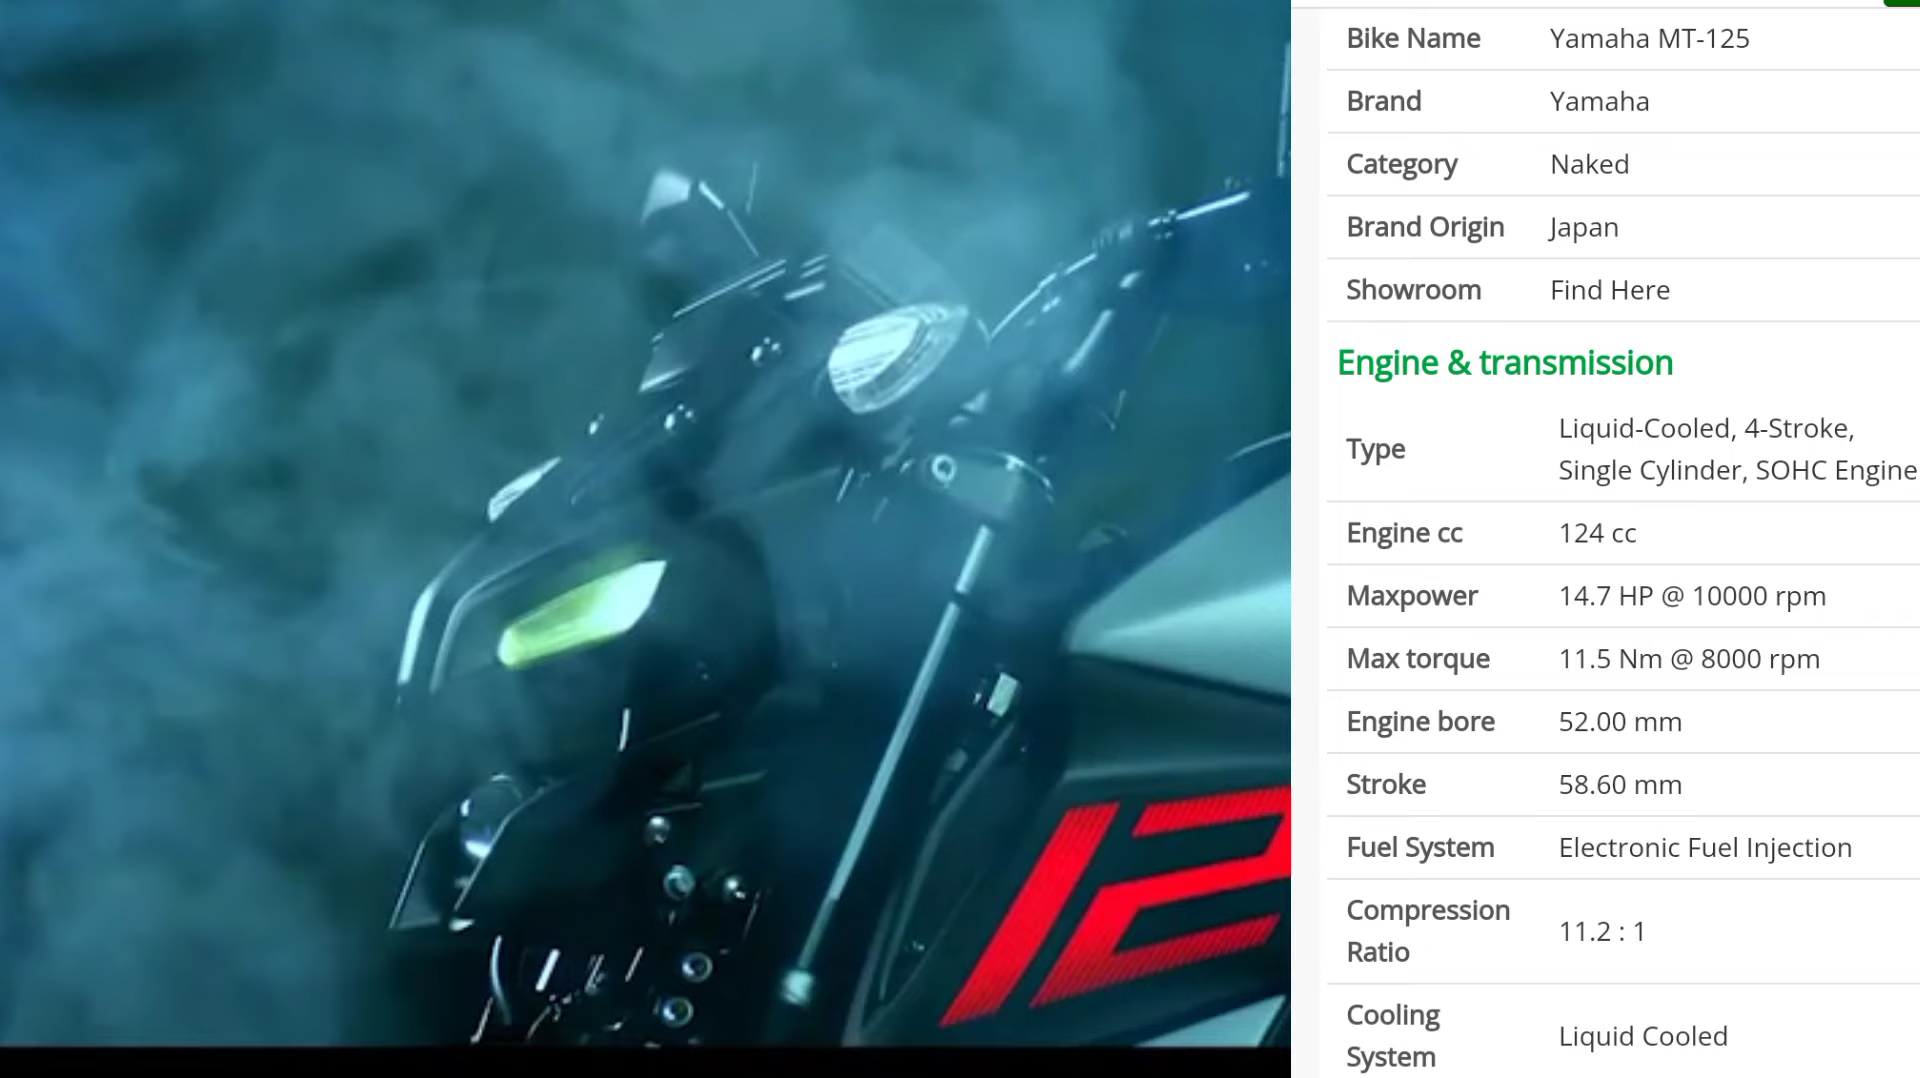 12
Bike Name Yamaha MT-125
Brand Yamaha
Category Naked
Brand Origin Japan
Showroom Find Here
Engine & transmission
Type Liquid-Cooled, 4-Stroke,
Single Cylinder, SOHC Engine
Engine cc 124 cc
Maxpower 14.7 HP @ 10000 rpm
Max torque 11.5 Nm @ 8000 rpm
Engine bore 52.00 mm
Stroke 58.60 mm
Fuel System Electronic Fuel Injection
Compression
Ratio 11.2 : 1
Cooling
System Liquid Cooled